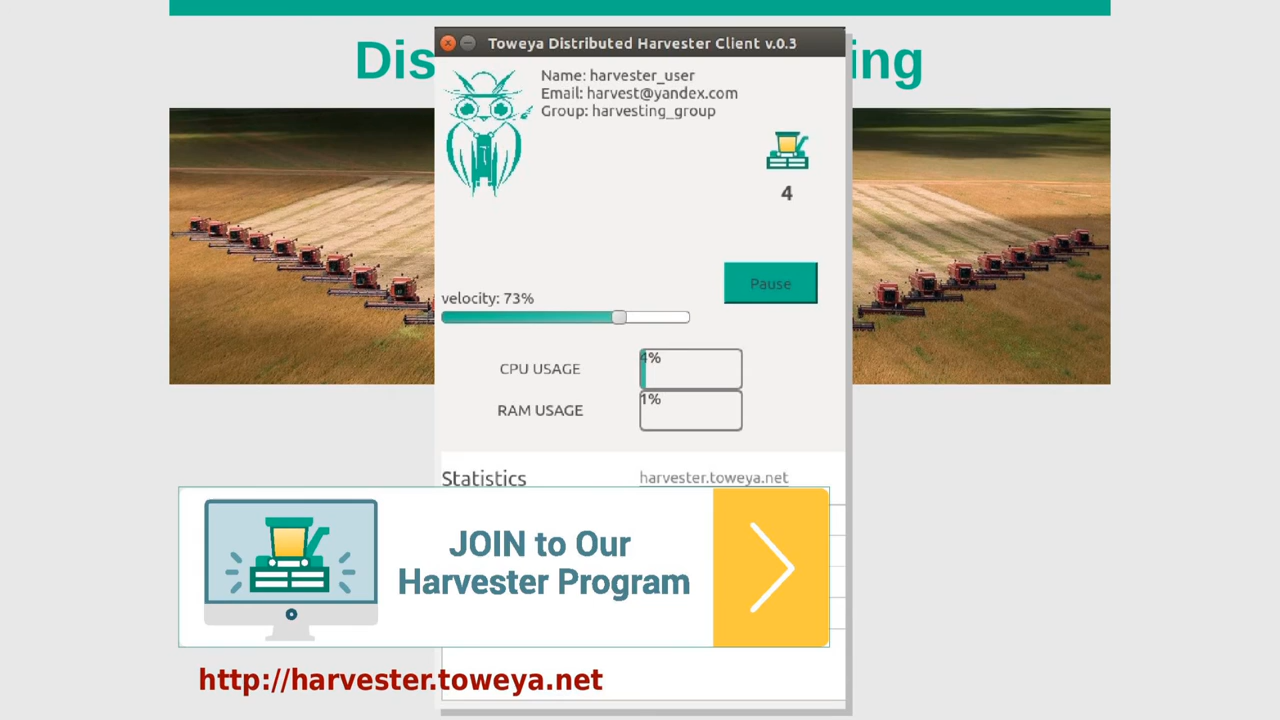 Toweya Distributed Harvester Client v.0.3
Dis
ing
Name: harvester_user
Email: harvest@yandex.com
Group: harvesting_group
4
Pause
velocity: 73%
CPU USAGE
4%
RAM USAGE
1%
Statistics
harvester.toweya.net
JOIN to Our
Harvester Program
http://harvester.toweya.net